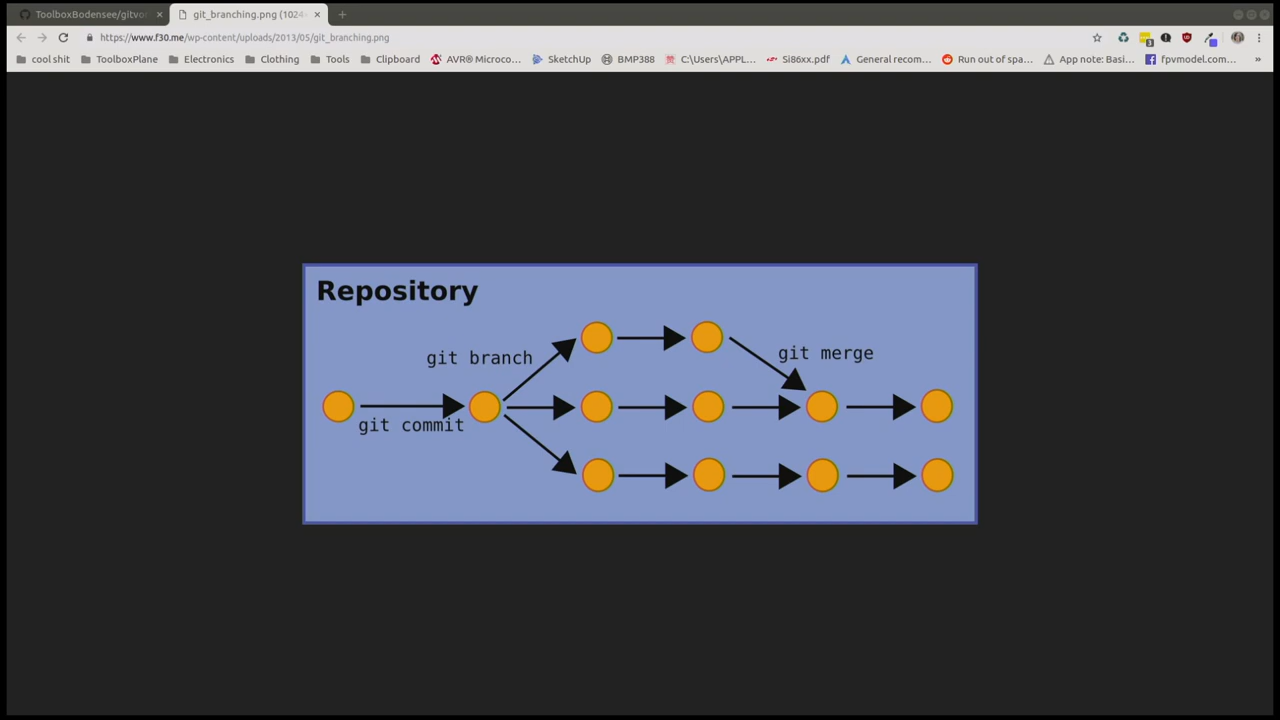 ToolboxBodensee/gitvor
git_branching.png (1024
https://www.f30.me/wp-content/uploads/2013/05/git_branching.png
3
cool shit ToolboxPlane Electronics Clothing Tools Clipboard AVR® Microco… SketchUp BMP388 C:\Users\APPL… Si86xx.pdf General recom… Run out of spa… App note: Basi… fpvmodel.com… »
Repository
git branch
git merge
git commit